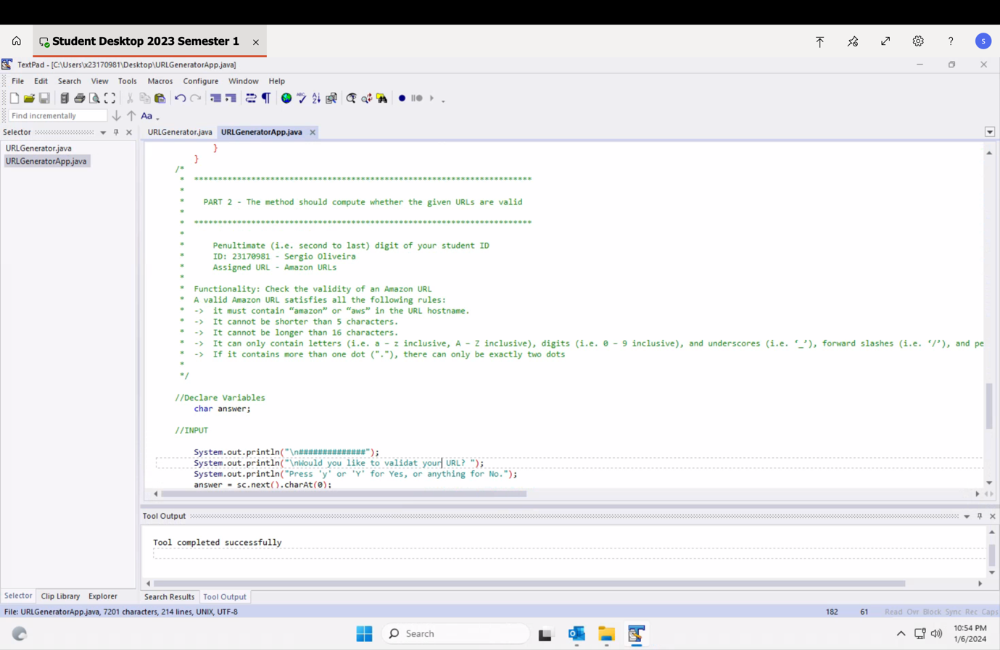 Student Desktop 2023 Semester 1
?
S
TextPad - [C:\Users\x23170981\Desktop\URLGeneratorApp.java]
File Edit Search View Tools Macros Configure Window Help
Find incrementally
Aa
Selector
URLGenerator.java
URLGeneratorApp.java
URLGenerator.java URLGeneratorApp.java
}
}
/*
* ***********************************************************************
*
* PART 2 - The method should compute whether the given URLs are valid
*
* ***********************************************************************
*
* Penultimate (i.e. second to last) digit of your student ID
* ID: 23170981 - Sergio Oliveira
* Assigned URL - Amazon URLs
*
* Functionality: Check the validity of an Amazon URL
* A valid Amazon URL satisfies all the following rules:
* -> it must contain “amazon” or “aws” in the URL hostname.
* -> It cannot be shorter than 5 characters.
* -> It cannot be longer than 16 characters.
* -> It can only contain letters (i.e. a – z inclusive, A – Z inclusive), digits (i.e. 0 – 9 inclusive), and underscores (i.e. ‘_’), forward slashes (i.e. ‘/’), and pe
* -> If it contains more than one dot ("."), there can only be exactly two dots
*
*/
//Declare Variables
char answer;
//INPUT
System.out.println("\n##############");
System.out.println("\nWould you like to validat your URL? ");
System.out.println("Press 'y' or 'Y' for Yes, or anything for No.");
answer = sc.next().charAt(0);
Tool Output
Tool completed successfully
Selector Clip Library Explorer
Search Results Tool Output
File: URLGeneratorApp.java, 7201 characters, 214 lines, UNIX, UTF-8
182 61 Read Ovr Block Sync Rec Caps
Search
10:54 PM
1/6/2024